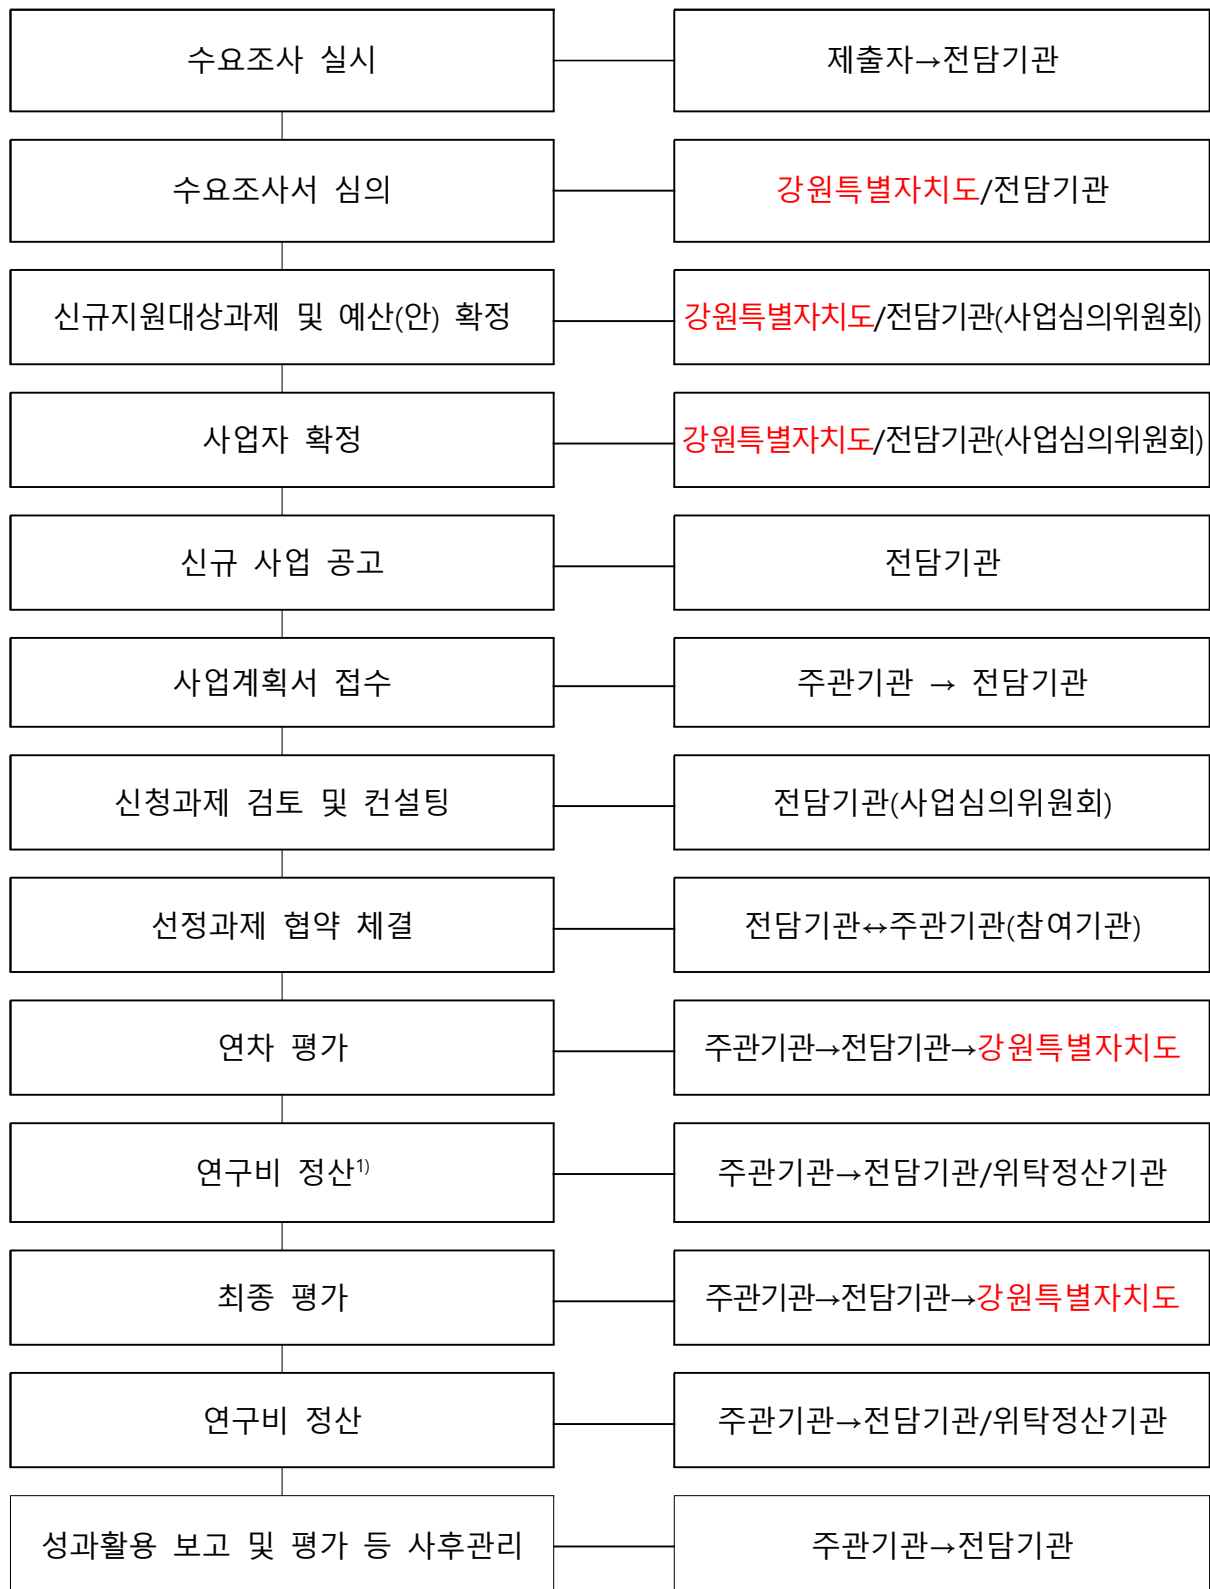 수요조사 실시
제출자→전담기관
수요조사서 심의
강원특별자치도/전담기관
신규지원대상과제 및 예산(안) 확정
강원특별자치도/전담기관(사업심의위원회)
사업자 확정
강원특별자치도/전담기관(사업심의위원회)
신규 사업 공고
전담기관
사업계획서 접수
주관기관 → 전담기관
신청과제 검토 및 컨설팅
전담기관(사업심의위원회)
선정과제 협약 체결
전담기관↔주관기관(참여기관)
연차 평가
주관기관→전담기관→강원특별자치도
연구비 정산1)
주관기관→전담기관/위탁정산기관
최종 평가
주관기관→전담기관→강원특별자치도
연구비 정산
주관기관→전담기관/위탁정산기관
성과활용 보고 및 평가 등 사후관리
주관기관→전담기관